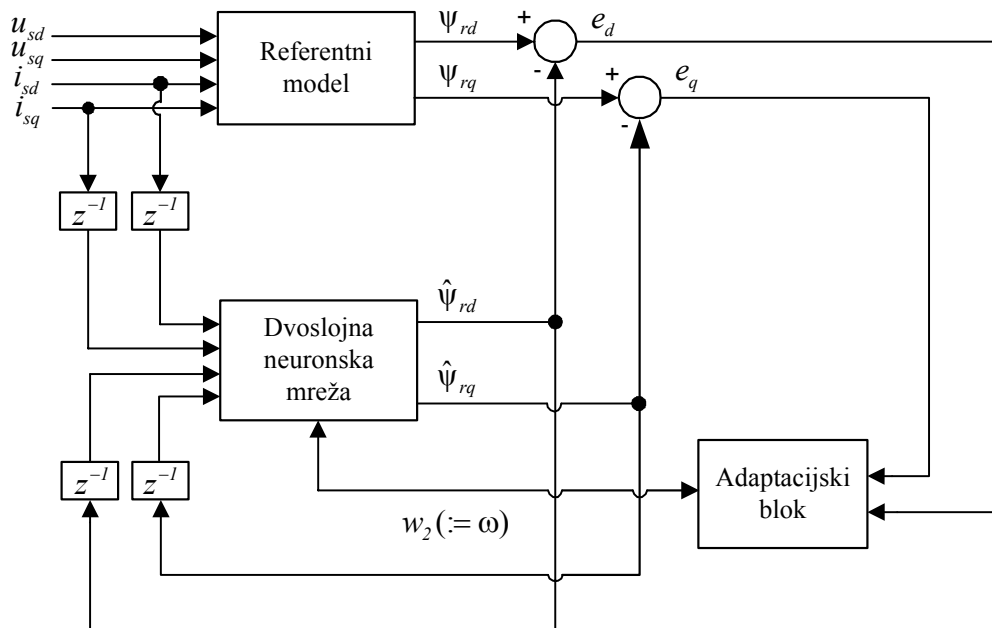 u_sd
u_sq
i_sd
i_sq
Referentni
model
ψ_rd
ψ_rq
+
-
e_d
+
-
e_q
z⁻¹
z⁻¹
Dvoslojna
neuronska
mreža
ψ̂_rd
ψ̂_rq
z⁻¹
z⁻¹
w_2(:= ω)
Adaptacijski
blok